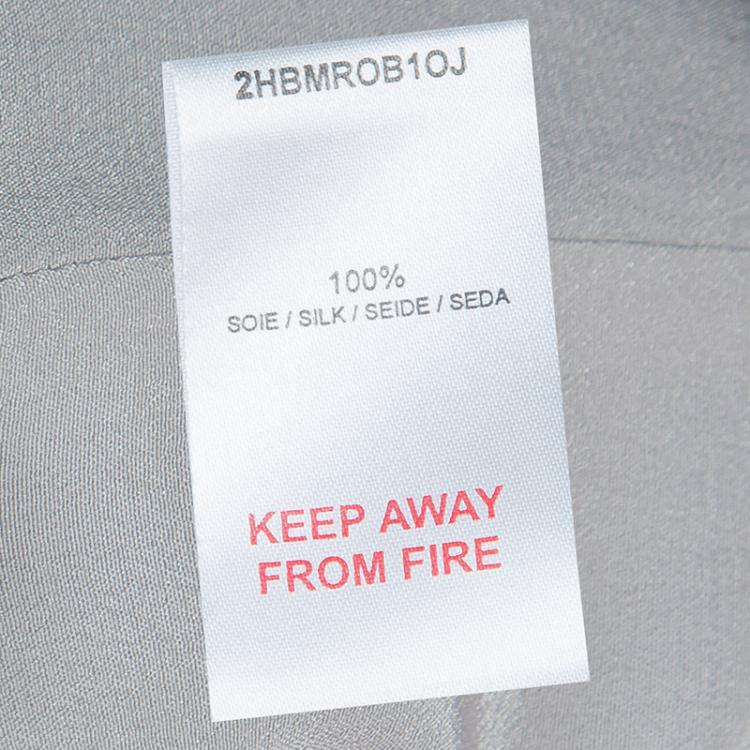 2HBMROB1OJ
100%
SOIE / SILK / SEIDE / SEDA
KEEP AWAY
FROM FIRE